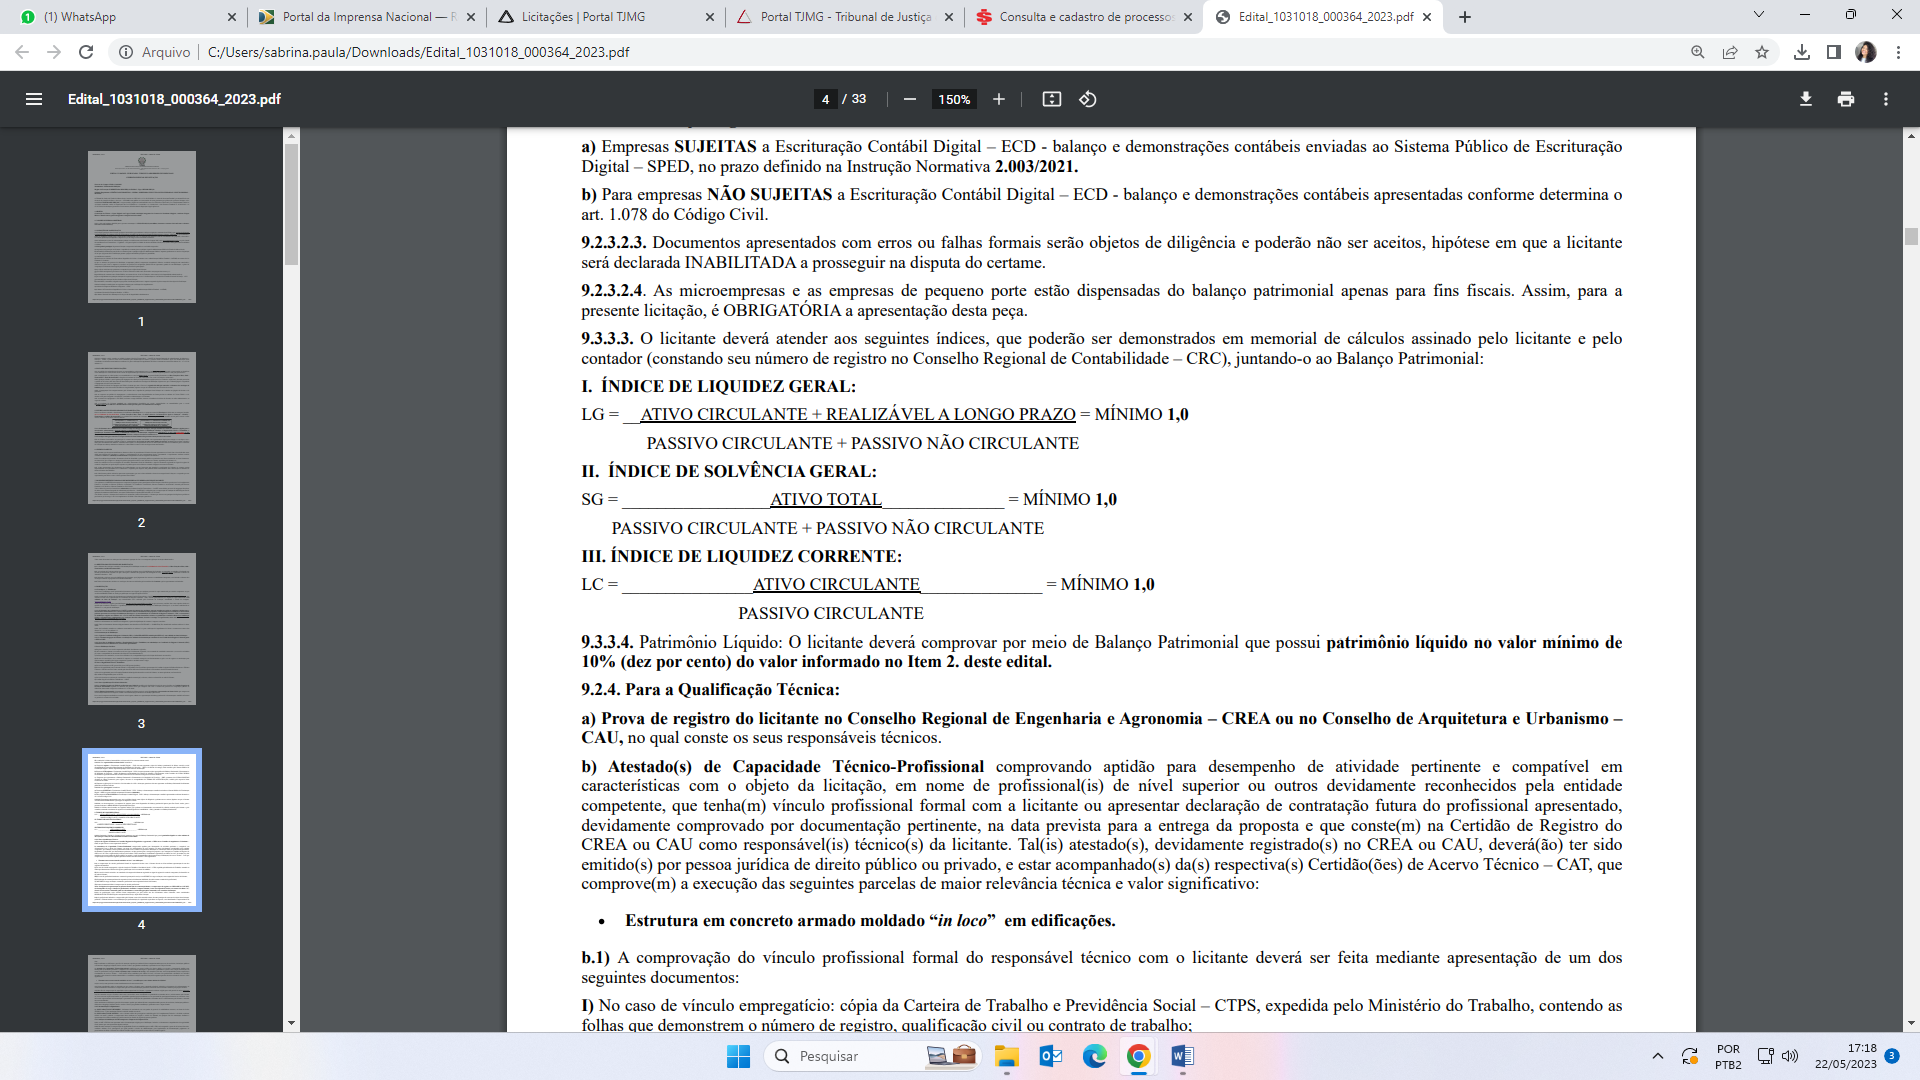 (1) WhatsApp
Portal da Imprensa Nacional — R
Licitações | Portal TJMG
Portal TJMG - Tribunal de Justiça
Consulta e cadastro de processos
Edital_1031018_000364_2023.pdf
Arquivo
C:/Users/sabrina.paula/Downloads/Edital_1031018_000364_2023.pdf
Edital_1031018_000364_2023.pdf
4 / 33
150%
1
2
3
4
a) Empresas SUJEITAS a Escrituração Contábil Digital – ECD - balanço e demonstrações contábeis enviadas ao Sistema Público de Escrituração
Digital – SPED, no prazo definido na Instrução Normativa 2.003/2021.
b) Para empresas NÃO SUJEITAS a Escrituração Contábil Digital – ECD - balanço e demonstrações contábeis apresentadas conforme determina o
art. 1.078 do Código Civil.
9.2.3.2.3. Documentos apresentados com erros ou falhas formais serão objetos de diligência e poderão não ser aceitos, hipótese em que a licitante
será declarada INABILITADA a prosseguir na disputa do certame.
9.2.3.2.4. As microempresas e as empresas de pequeno porte estão dispensadas do balanço patrimonial apenas para fins fiscais. Assim, para a
presente licitação, é OBRIGATÓRIA a apresentação desta peça.
9.3.3.3. O licitante deverá atender aos seguintes índices, que poderão ser demonstrados em memorial de cálculos assinado pelo licitante e pelo
contador (constando seu número de registro no Conselho Regional de Contabilidade – CRC), juntando-o ao Balanço Patrimonial:
I. ÍNDICE DE LIQUIDEZ GERAL:
LG = __ATIVO CIRCULANTE + REALIZÁVEL A LONGO PRAZO = MÍNIMO 1,0
PASSIVO CIRCULANTE + PASSIVO NÃO CIRCULANTE
II. ÍNDICE DE SOLVÊNCIA GERAL:
SG = _________________ATIVO TOTAL______________ = MÍNIMO 1,0
PASSIVO CIRCULANTE + PASSIVO NÃO CIRCULANTE
III. ÍNDICE DE LIQUIDEZ CORRENTE:
LC = _______________ATIVO CIRCULANTE______________ = MÍNIMO 1,0
PASSIVO CIRCULANTE
9.3.3.4. Patrimônio Líquido: O licitante deverá comprovar por meio de Balanço Patrimonial que possui patrimônio líquido no valor mínimo de
10% (dez por cento) do valor informado no Item 2. deste edital.
9.2.4. Para a Qualificação Técnica:
a) Prova de registro do licitante no Conselho Regional de Engenharia e Agronomia – CREA ou no Conselho de Arquitetura e Urbanismo –
CAU, no qual conste os seus responsáveis técnicos.
b) Atestado(s) de Capacidade Técnico-Profissional comprovando aptidão para desempenho de atividade pertinente e compatível em
características com o objeto da licitação, em nome de profissional(is) de nível superior ou outros devidamente reconhecidos pela entidade
competente, que tenha(m) vínculo profissional formal com a licitante ou apresentar declaração de contratação futura do profissional apresentado,
devidamente comprovado por documentação pertinente, na data prevista para a entrega da proposta e que conste(m) na Certidão de Registro do
CREA ou CAU como responsável(is) técnico(s) da licitante. Tal(is) atestado(s), devidamente registrado(s) no CREA ou CAU, deverá(ão) ter sido
emitido(s) por pessoa jurídica de direito público ou privado, e estar acompanhado(s) da(s) respectiva(s) Certidão(ões) de Acervo Técnico – CAT, que
comprove(m) a execução das seguintes parcelas de maior relevância técnica e valor significativo:
• Estrutura em concreto armado moldado “in loco” em edificações.
b.1) A comprovação do vínculo profissional formal do responsável técnico com o licitante deverá ser feita mediante apresentação de um dos
seguintes documentos:
I) No caso de vínculo empregatício: cópia da Carteira de Trabalho e Previdência Social – CTPS, expedida pelo Ministério do Trabalho, contendo as
folhas que demonstrem o número de registro, qualificação civil ou contrato de trabalho;
Pesquisar
POR
PTB2
17:18
22/05/2023
3